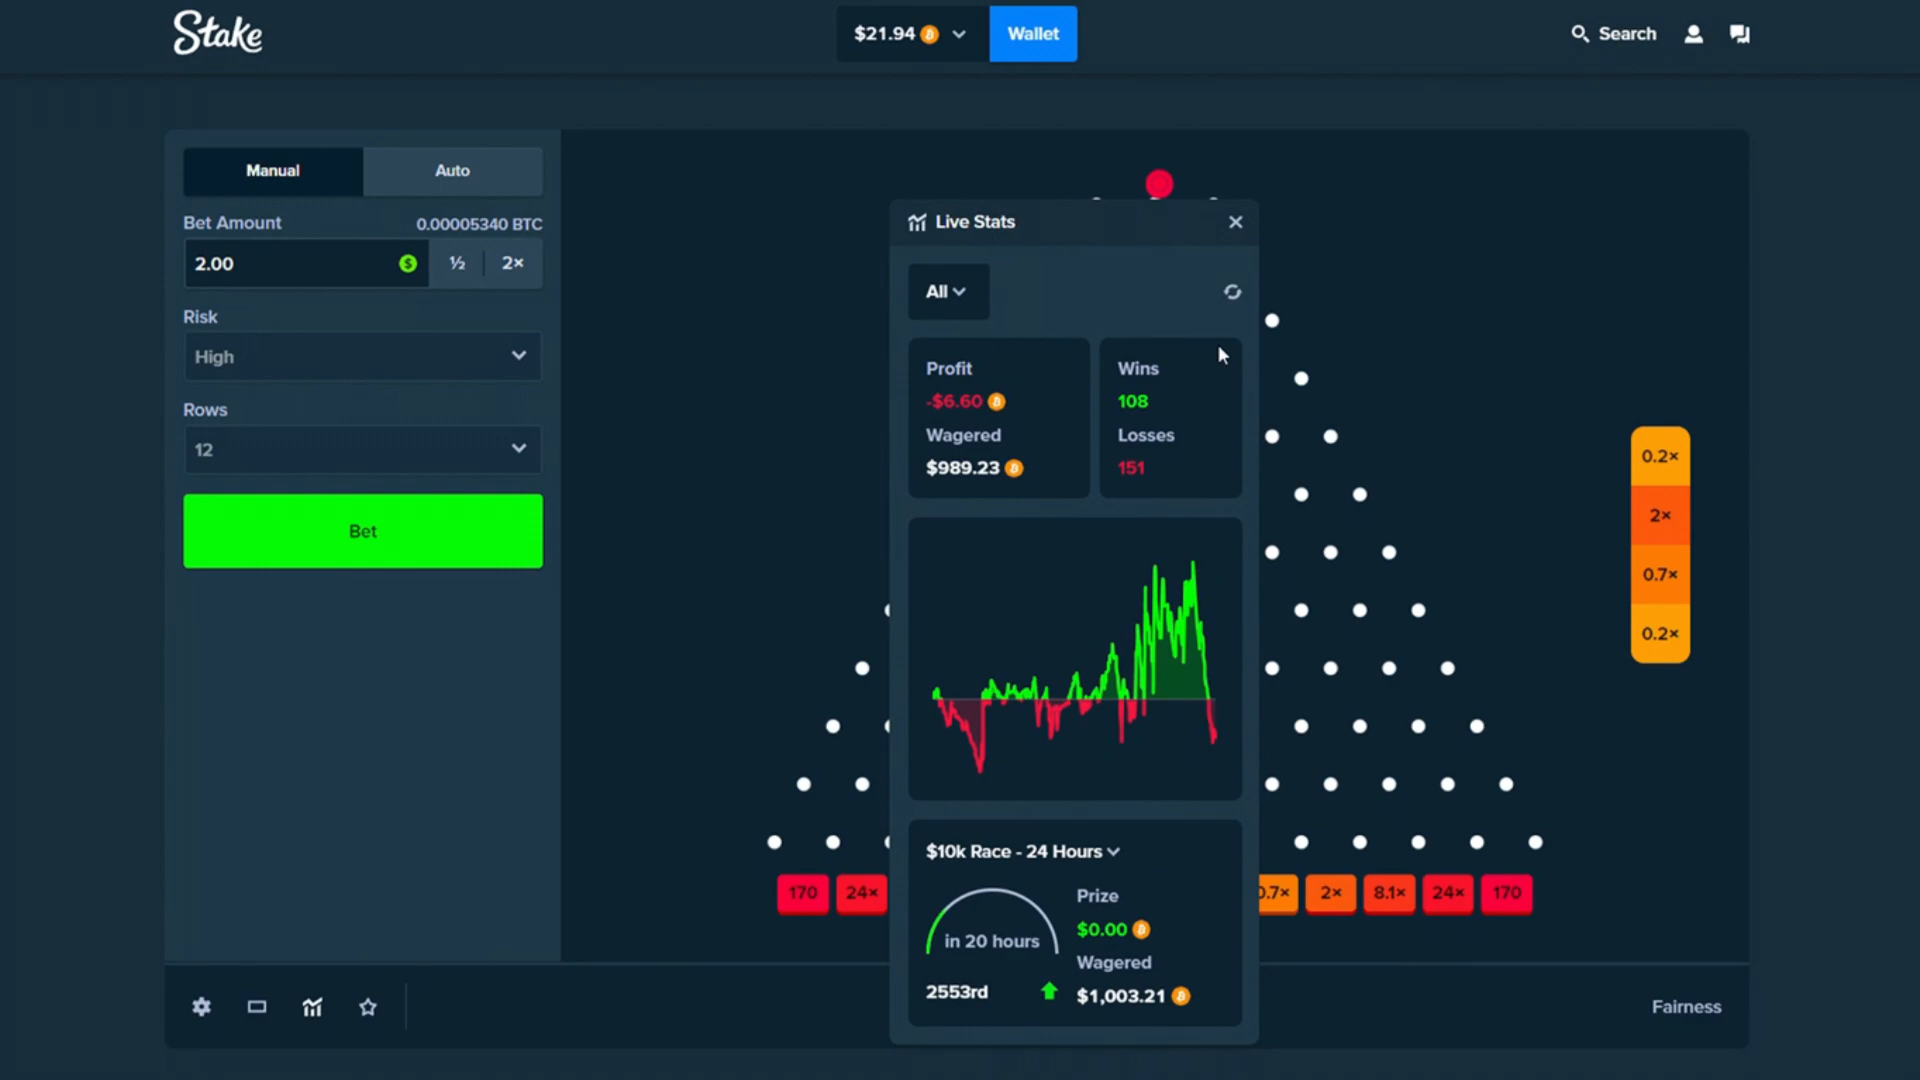 Stake
$21.94
Wallet
Search
Manual
Auto
Bet Amount
0.00005340 BTC
2.00
$
½
2×
Risk
High
Rows
12
Bet
Live Stats
All
Profit
-$6.60
Wagered
$989.23
Wins
108
Losses
151
$10k Race - 24 Hours
in 20 hours
2553rd
Prize
$0.00
Wagered
$1,003.21
0.2×
2×
0.7×
0.2×
170
24×
0.7×
2×
8.1×
24×
170
Fairness